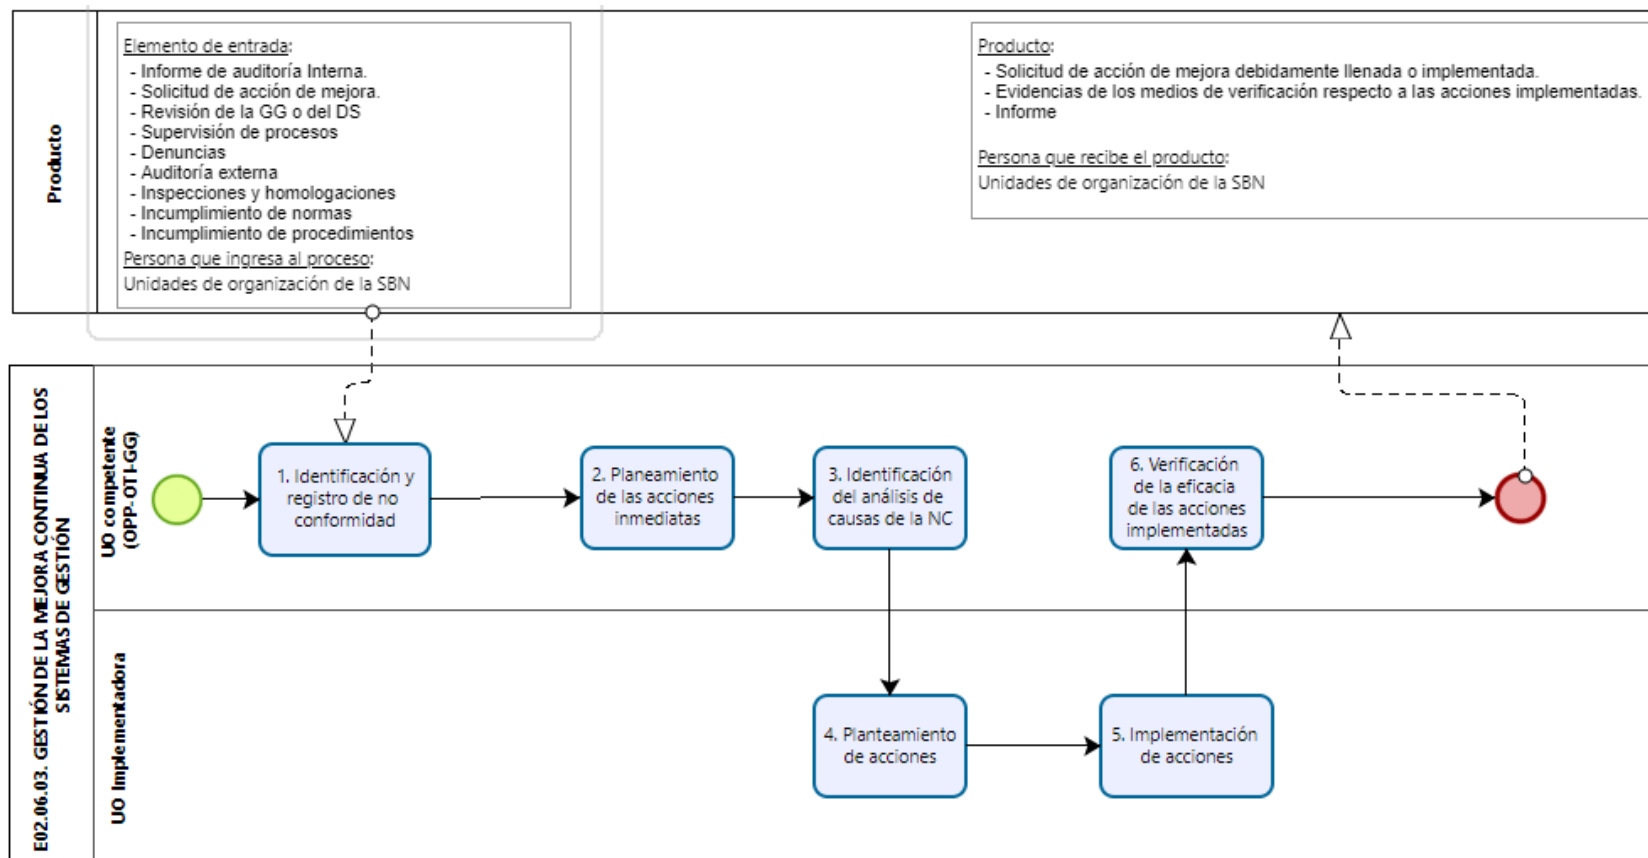 Producto
Elemento de entrada:
- Informe de auditoría Interna.
- Solicitud de acción de mejora.
- Revisión de la GG o del DS
- Supervisión de procesos
- Denuncias
- Auditoría externa
- Inspecciones y homologaciones
- Incumplimiento de normas
- Incumplimiento de procedimientos
Persona que ingresa al proceso:
Unidades de organización de la SBN
Producto:
- Solicitud de acción de mejora debidamente llenada o implementada.
- Evidencias de los medios de verificación respecto a las acciones implementadas.
- Informe
Persona que recibe el producto:
Unidades de organización de la SBN
E02.06.03. GESTIÓN DE LA MEJORA CONTINUA DE LOS
SISTEMAS DE GESTIÓN
UO competente
(OPP-OTI-GG)
1. Identificación y
registro de no
conformidad
2. Planeamiento
de las acciones
inmediatas
3. Identificación
del análisis de
causas de la NC
6. Verificación
de la eficacia
de las acciones
implementadas
UO Implementadora
4. Planteamiento
de acciones
5. Implementación
de acciones